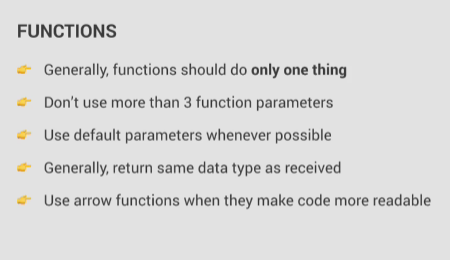 FUNCTIONS
👉 Generally, functions should do only one thing
👉 Don't use more than 3 function parameters
👉 Use default parameters whenever possible
👉 Generally, return same data type as received
👉 Use arrow functions when they make code more readable